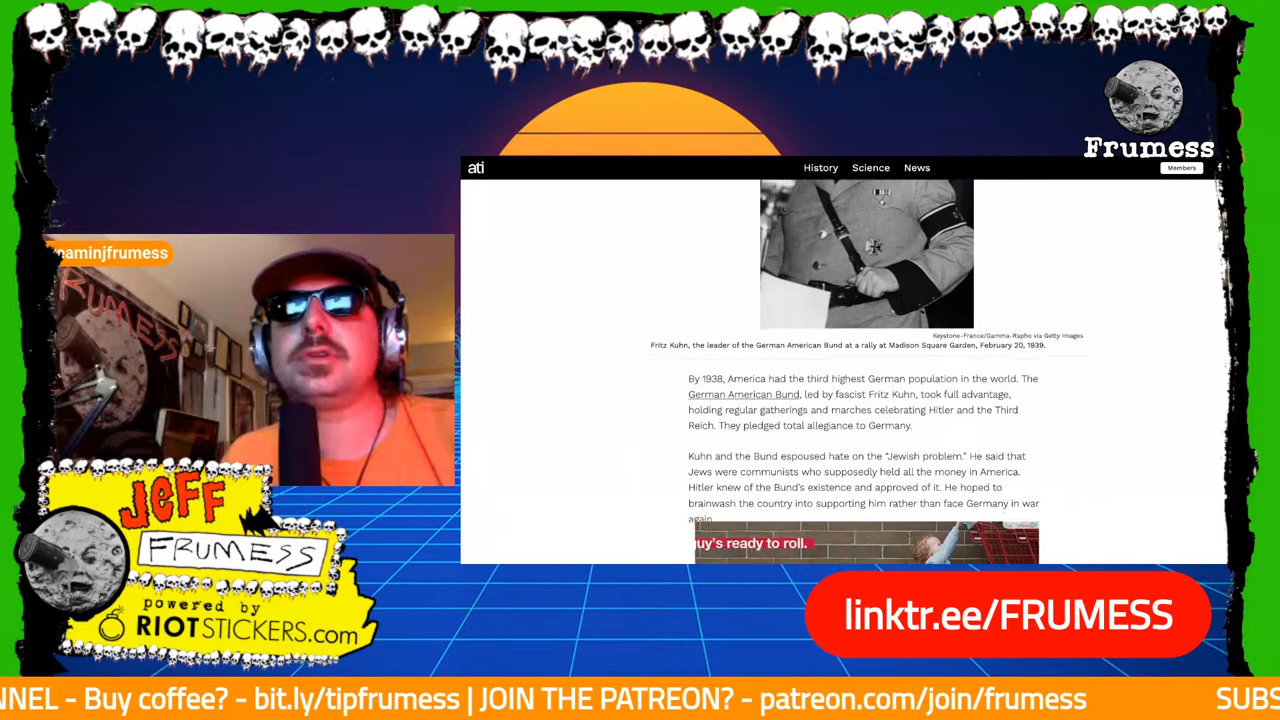 Frumess
ati
History Science News
Members
f
aminjfrumess
RUMESS
Keystone-France/Gamma-Rapho via Getty Images
Fritz Kuhn, the leader of the German American Bund at a rally at Madison Square Garden, February 20, 1939.
By 1938, America had the third highest German population in the world. The
German American Bund, led by fascist Fritz Kuhn, took full advantage,
holding regular gatherings and marches celebrating Hitler and the Third
Reich. They pledged total allegiance to Germany.
Kuhn and the Bund espoused hate on the “Jewish problem.” He said that
Jews were communists who supposedly held all the money in America.
Hitler knew of the Bund’s existence and approved of it. He hoped to
brainwash the country into supporting him rather than face Germany in war
again.
uy's ready to roll.
JEFF
FRUMESS
powered by
RIOTSTICKERS.com
linktr.ee/FRUMESS
NNEL - Buy coffee? - bit.ly/tipfrumess | JOIN THE PATREON? - patreon.com/join/frumess SUBS